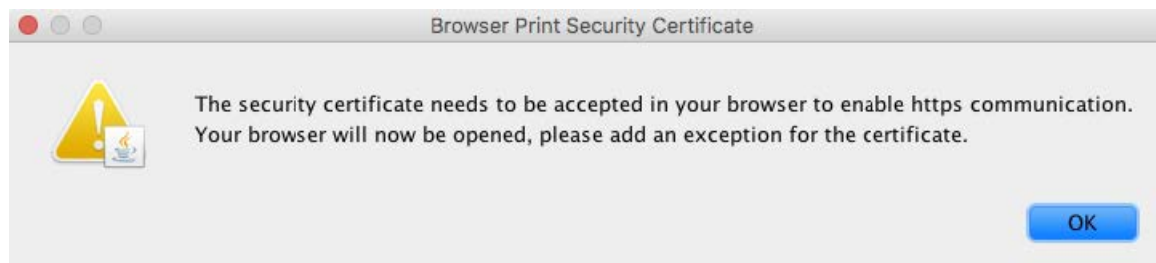 Browser Print Security Certificate
The security certificate needs to be accepted in your browser to enable https communication.
Your browser will now be opened, please add an exception for the certificate.
OK